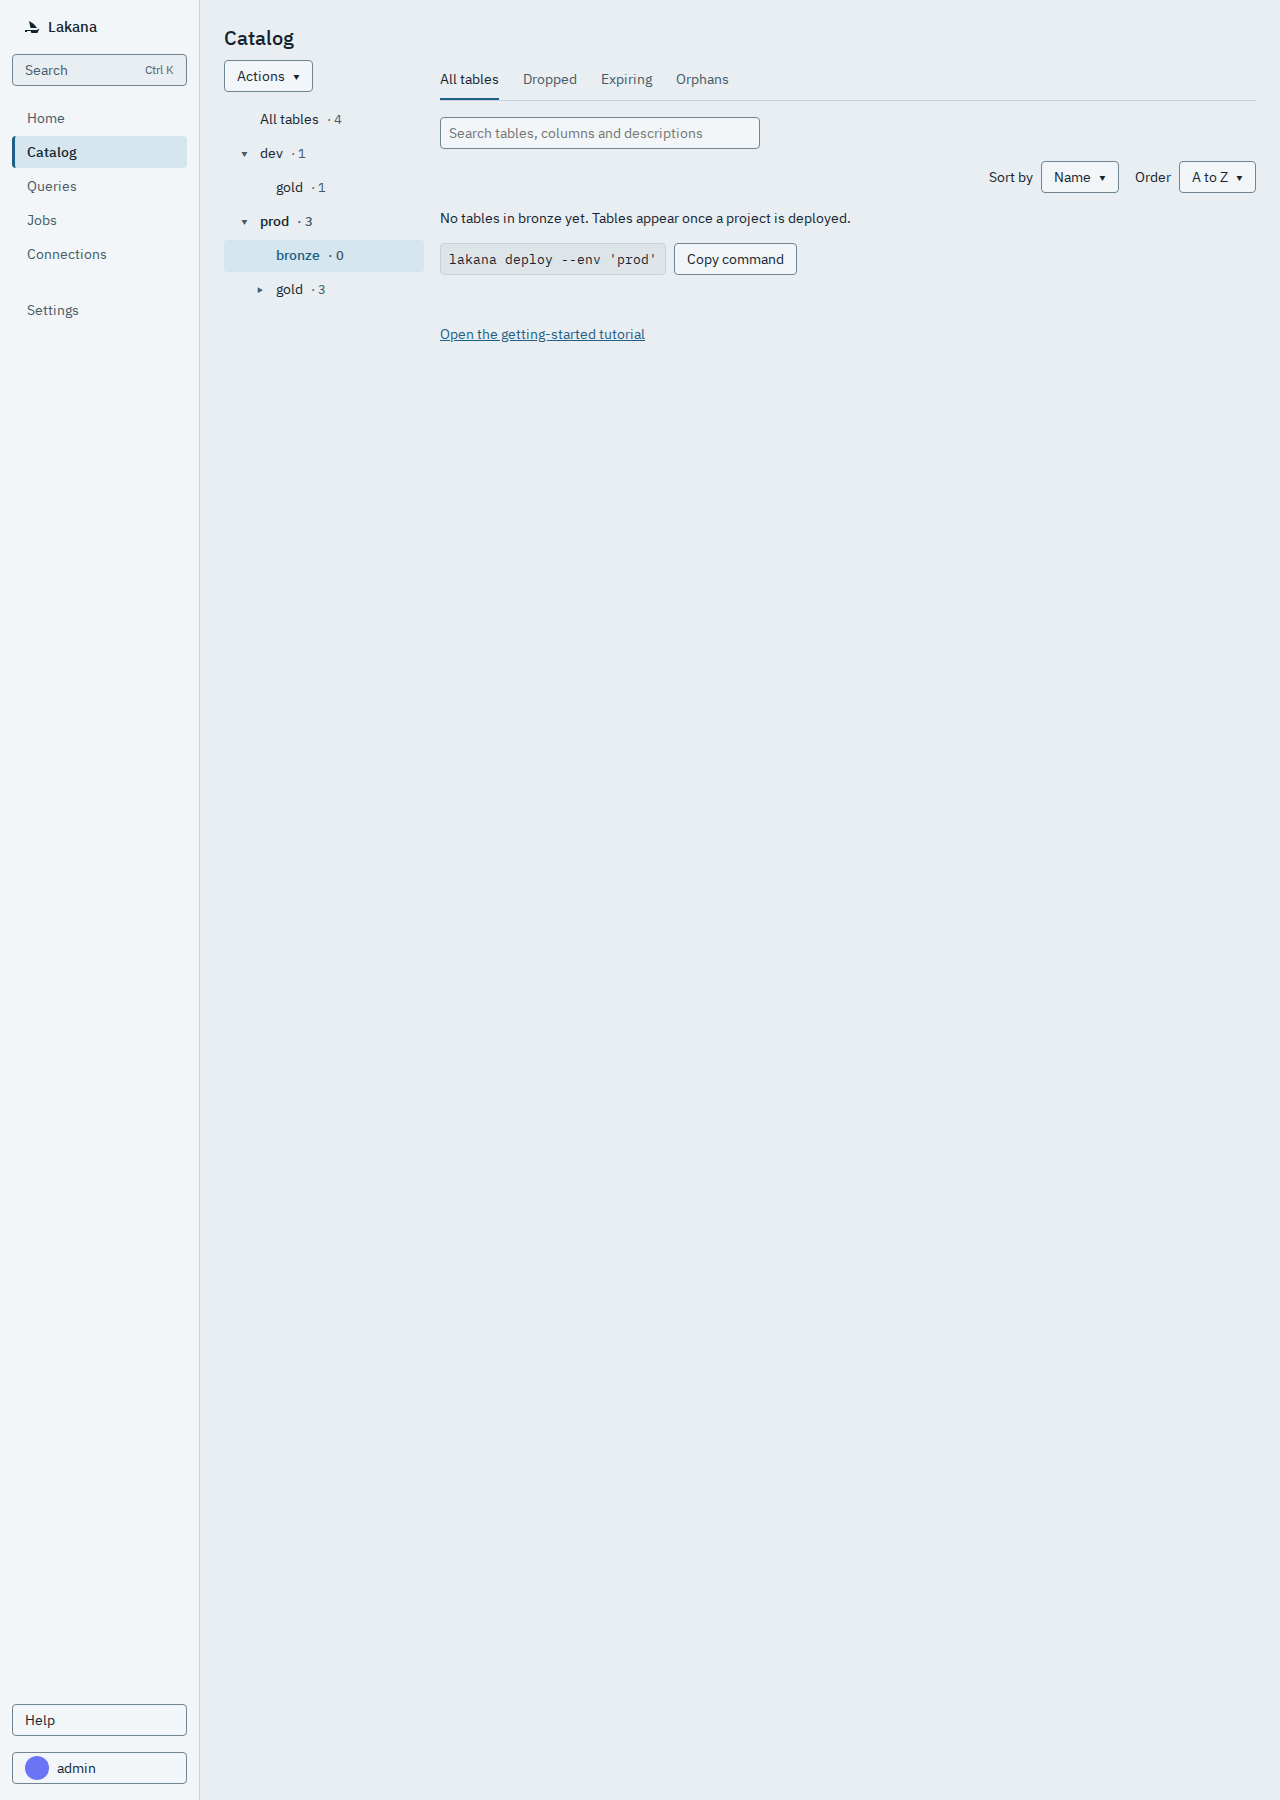 Lakana
Search Ctrl K
Home
Catalog
Queries
Jobs
Connections
Settings
Help
admin
Catalog
Actions ▾
All tables · 4
▾ dev · 1
gold · 1
▾ prod · 3
bronze · 0
▸ gold · 3
All tables Dropped Expiring Orphans
Search tables, columns and descriptions
Sort by Name ▾ Order A to Z ▾
No tables in bronze yet. Tables appear once a project is deployed.
lakana deploy --env 'prod' Copy command
Open the getting-started tutorial